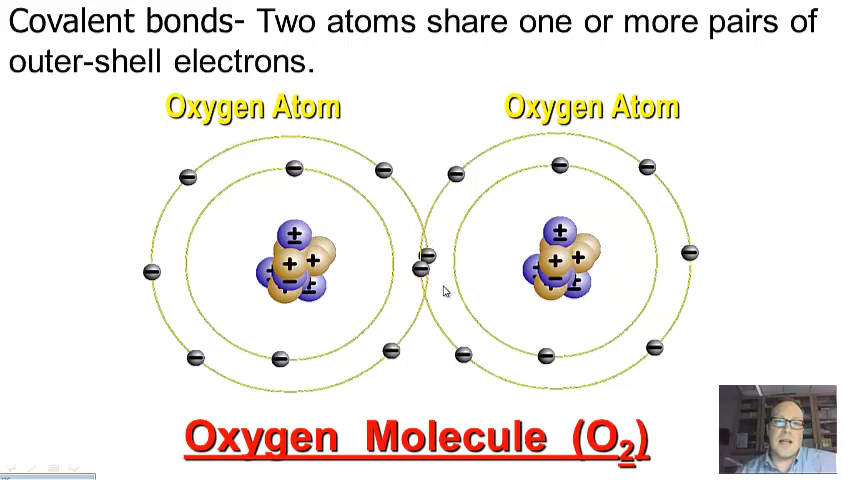 Covalent bonds- Two atoms share one or more pairs of
outer-shell electrons.
Oxygen Atom Oxygen Atom
Oxygen Molecule (O₂)